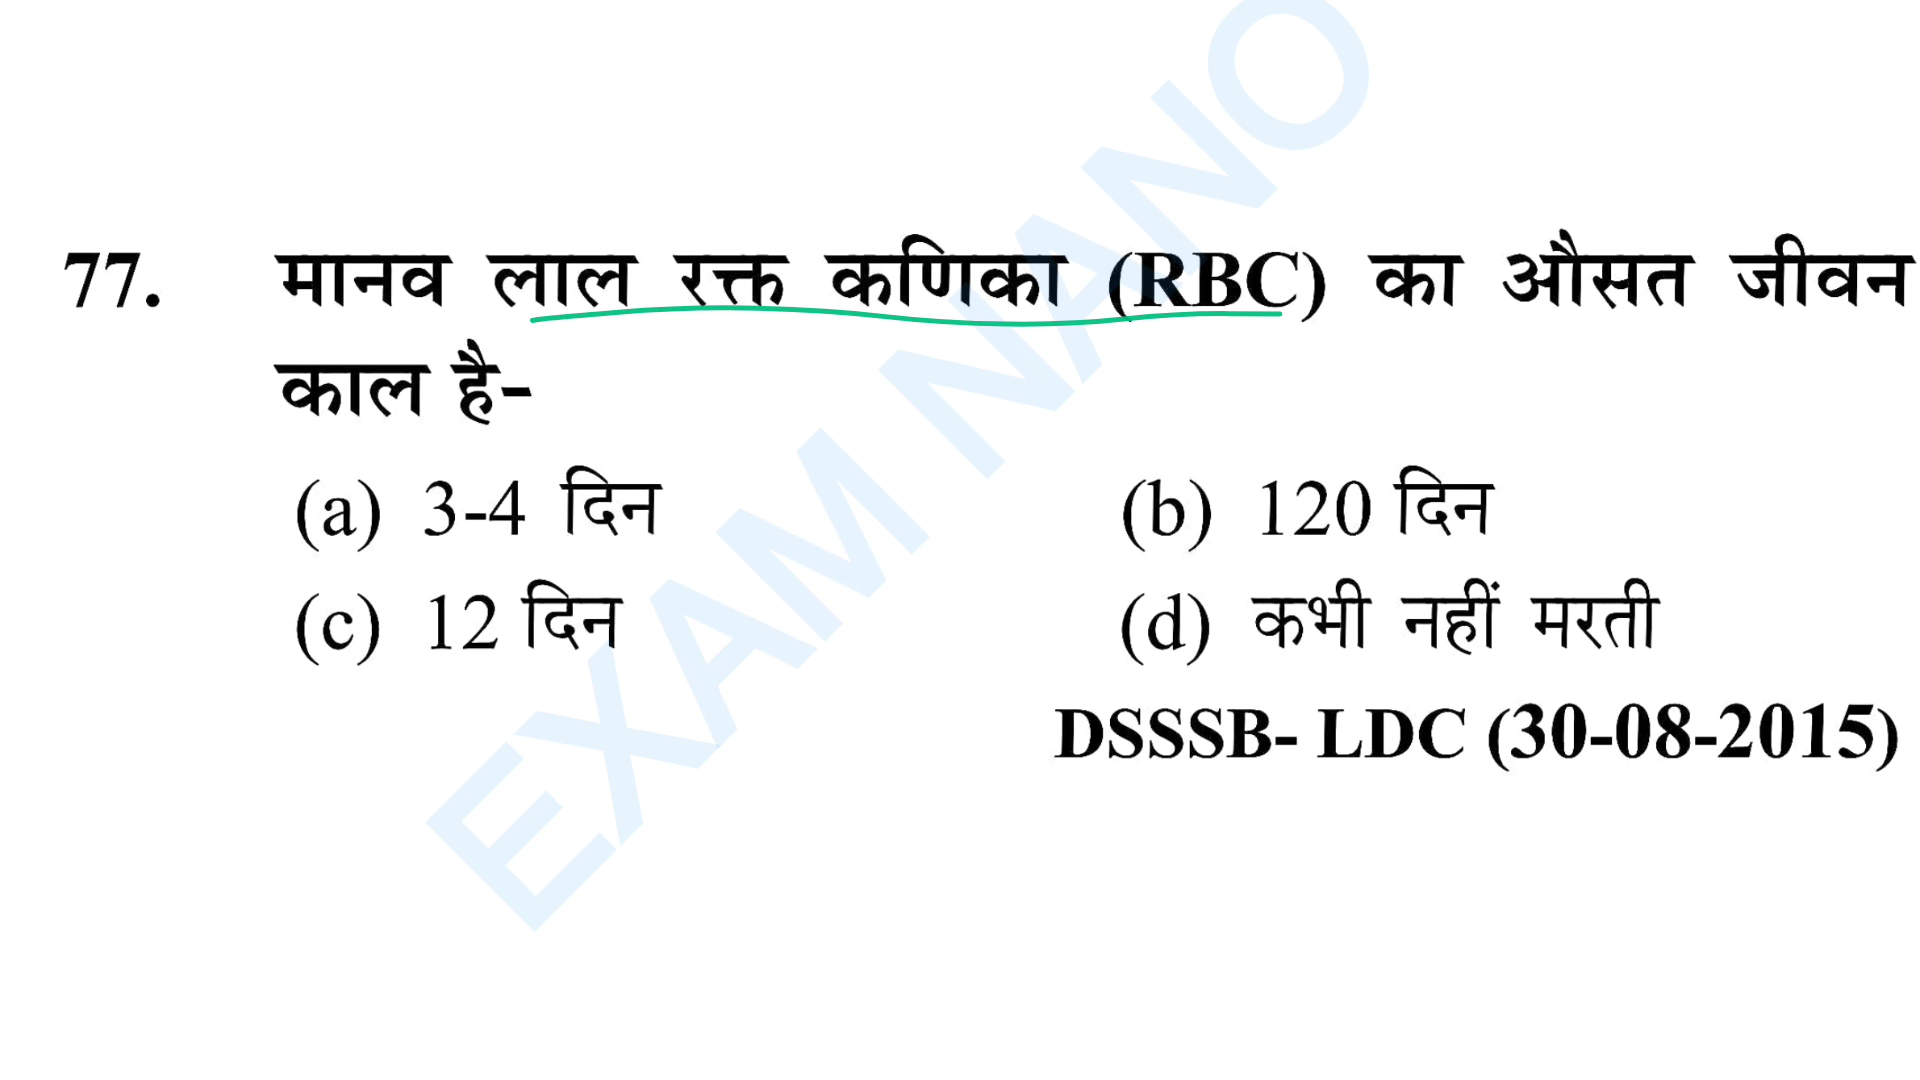 77. मानव लाल रक्त कणिका (RBC) का औसत जीवन
काल है-
(a) 3-4 दिन (b) 120 दिन
(c) 12 दिन (d) कभी नहीं मरती
DSSSB- LDC (30-08-2015)
EXAM NANO